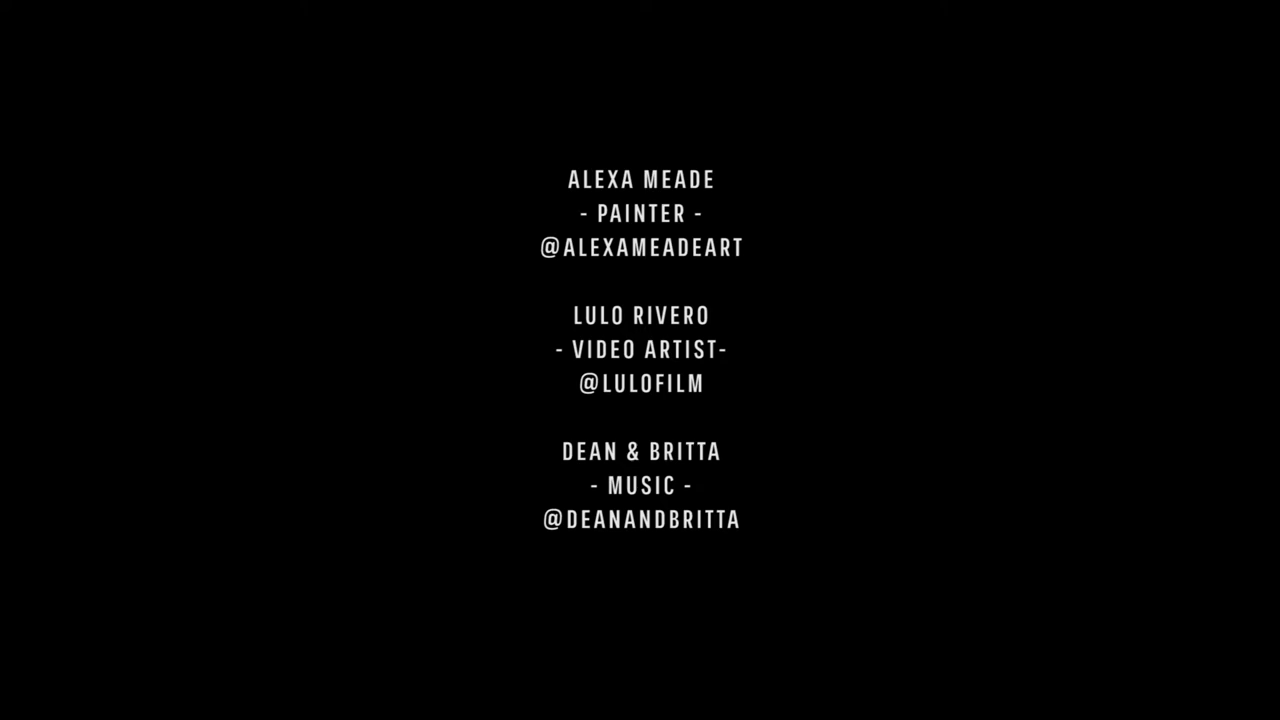 ALEXA MEADE
- PAINTER -
@ALEXAMEADEART
LULO RIVERO
- VIDEO ARTIST-
@LULOFILM
DEAN & BRITTA
- MUSIC -
@DEANANDBRITTA